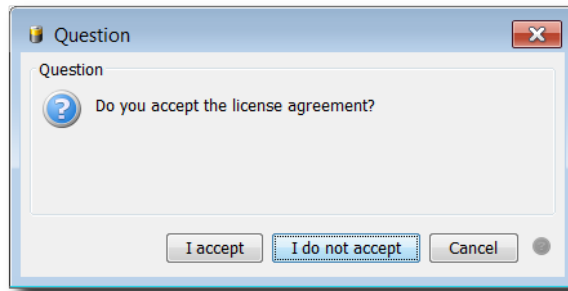 Question
Question
Do you accept the license agreement?
I accept I do not accept Cancel